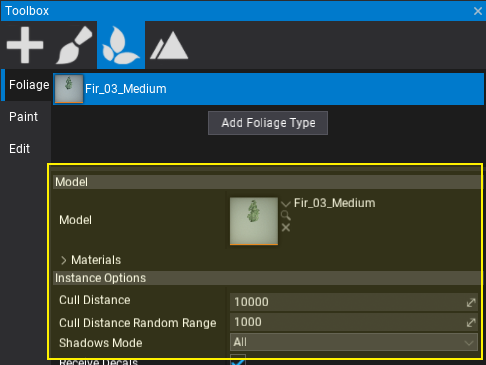 Toolbox
Foliage
Fir_03_Medium
Paint
Add Foliage Type
Edit
Model
Model
Fir_03_Medium
Materials
Instance Options
Cull Distance
10000
Cull Distance Random Range
1000
Shadows Mode
All
Receive Decals